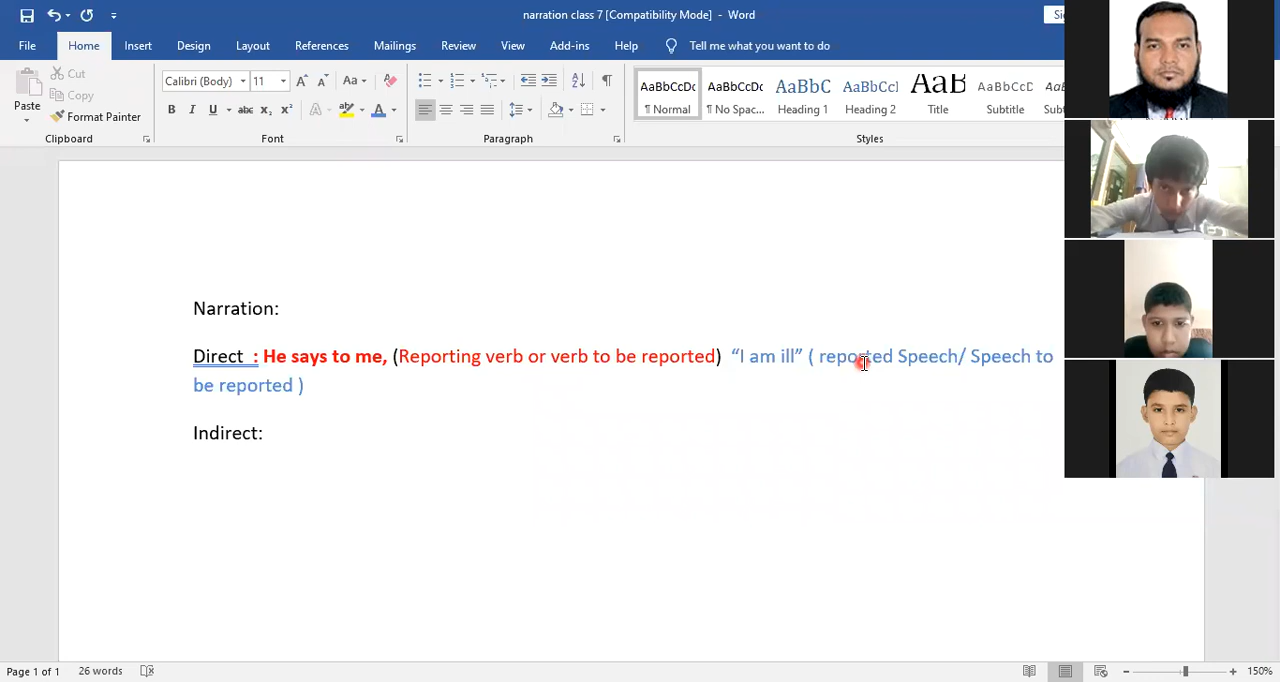 narration class 7 [Compatibility Mode] - Word
File Home Insert Design Layout References Mailings Review View Add-ins Help Tell me what you want to do
Paste
Cut
Copy
Format Painter
Calibri (Body) 11
Clipboard Font Paragraph Styles
AaBbCcDc AaBbCcDc AaBbC AaBbCcl AaB AaBbCcD
¶ Normal ¶ No Spac... Heading 1 Heading 2 Title Subtitle
Narration:
Direct : He says to me, (Reporting verb or verb to be reported) “I am ill” ( reported Speech/ Speech to
be reported )
Indirect:
Page 1 of 1 26 words 150%